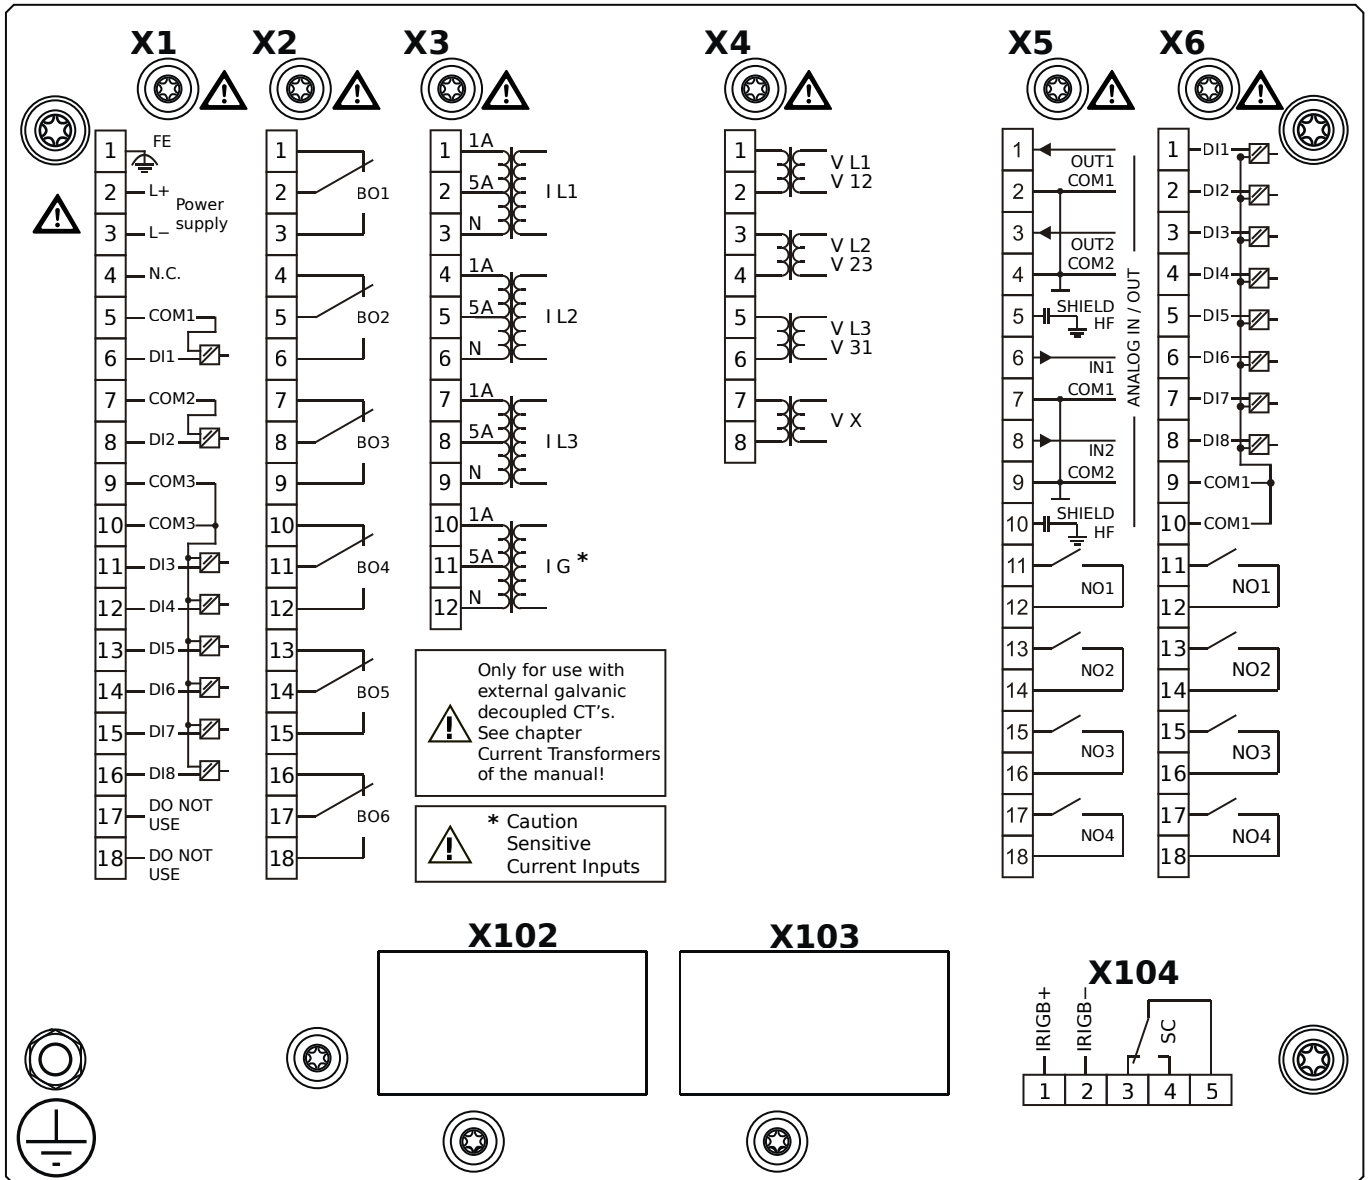 X1
1 FE
2 L+
Power
supply
3 L−
4 N.C.
5 COM1
6 DI1
7 COM2
8 DI2
9 COM3
10 COM3
11 DI3
12 DI4
13 DI5
14 DI6
15 DI7
16 DI8
17 DO NOT
USE
18 DO NOT
USE
X2
1
2 BO1
3
4
5 BO2
6
7
8 BO3
9
10
11 BO4
12
13
14 BO5
15
16
17 BO6
18
X3
1 1A
2 5A I L1
3 N
4 1A
5 5A I L2
6 N
7 1A
8 5A I L3
9 N
10 1A
11 5A I G *
12 N
Only for use with
external galvanic
decoupled CT's.
See chapter
Current Transformers
of the manual!
* Caution
Sensitive
Current Inputs
X4
1 V L1
2 V 12
3 V L2
4 V 23
5 V L3
6 V 31
7 V X
8
X5
1 OUT1
2 COM1
3 OUT2
4 COM2
5 SHIELD
HF
6 IN1
7 COM1
8 IN2
9 COM2
10 SHIELD
HF
ANALOG IN / OUT
11 NO1
12
13 NO2
14
15 NO3
16
17 NO4
18
X6
1 DI1
2 DI2
3 DI3
4 DI4
5 DI5
6 DI6
7 DI7
8 DI8
9 COM1
10 COM1
11 NO1
12
13 NO2
14
15 NO3
16
17 NO4
18
X102
X103
X104
IRIGB+
IRIGB−
SC
1 2 3 4 5